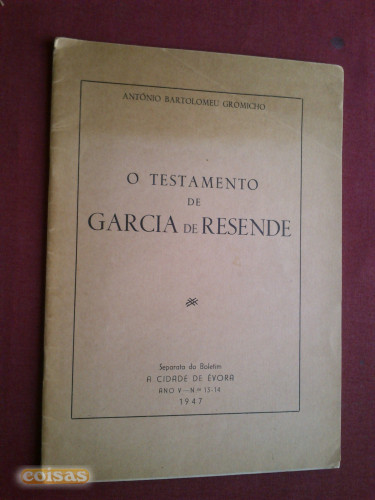 ANTÓNIO BARTOLOMEU GROMICHO
O TESTAMENTO
DE
GARCIA DE RESENDE
Separata do Boletim
A CIDADE DE ÉVORA
ANO V — N.os 13-14
1947
coisas